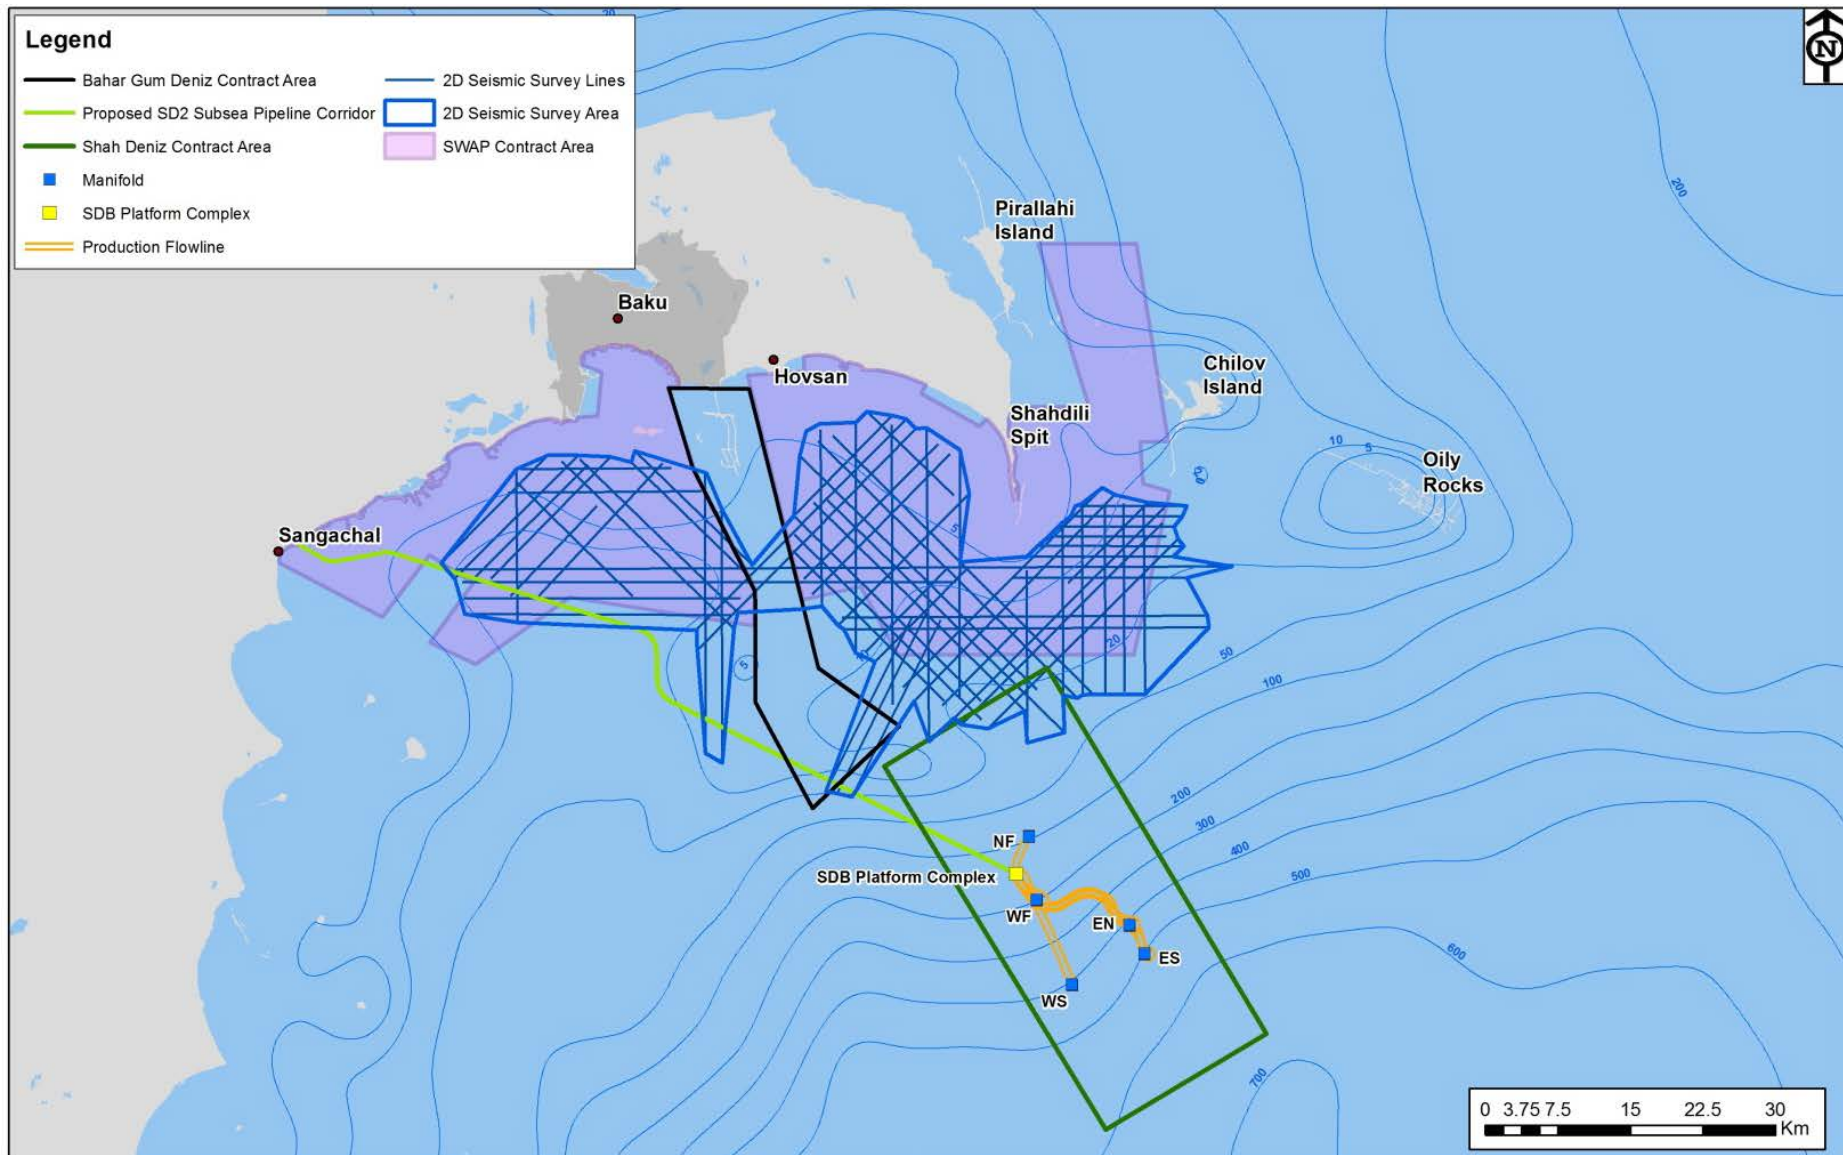 Legend
Bahar Gum Deniz Contract Area
Proposed SD2 Subsea Pipeline Corridor
Shah Deniz Contract Area
Manifold
SDB Platform Complex
Production Flowline
2D Seismic Survey Lines
2D Seismic Survey Area
SWAP Contract Area
N
20
200
Pirallahi
Island
Baku
Hovsan
Chilov
Island
Shahdili
Spit
10
5
Oily
Rocks
Sangachal
5
20
5
50
100
200
300
400
500
600
700
NF
SDB Platform Complex
WF
EN
ES
WS
0 3.75 7.5 15 22.5 30
Km